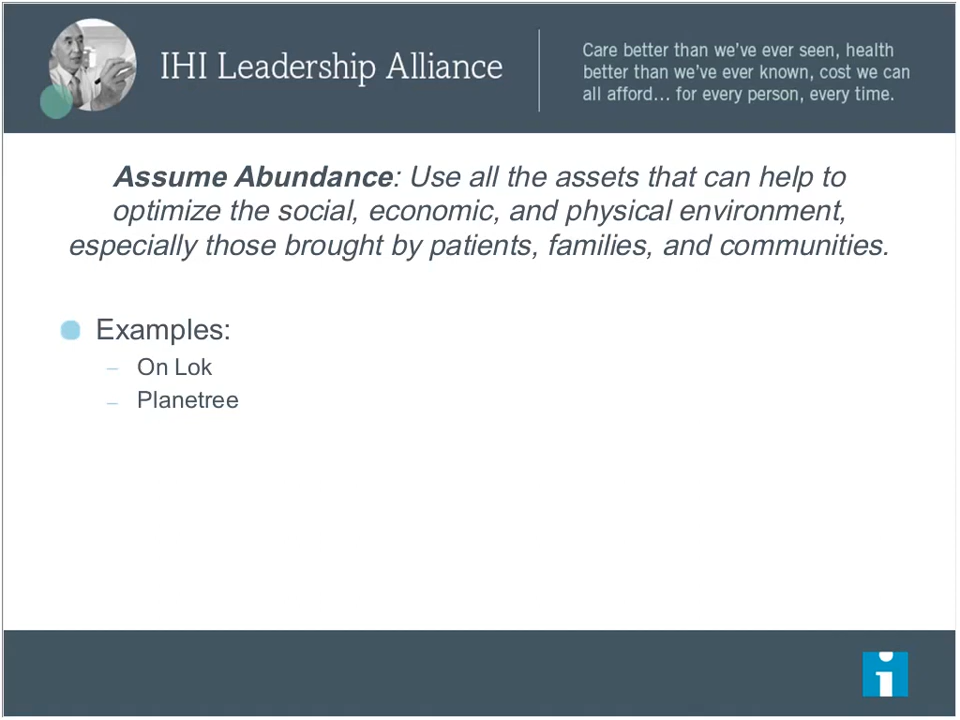 IHI Leadership Alliance
Care better than we've ever seen, health
better than we've ever known, cost we can
all afford... for every person, every time.
Assume Abundance: Use all the assets that can help to
optimize the social, economic, and physical environment,
especially those brought by patients, families, and communities.
Examples:
– On Lok
– Planetree
i